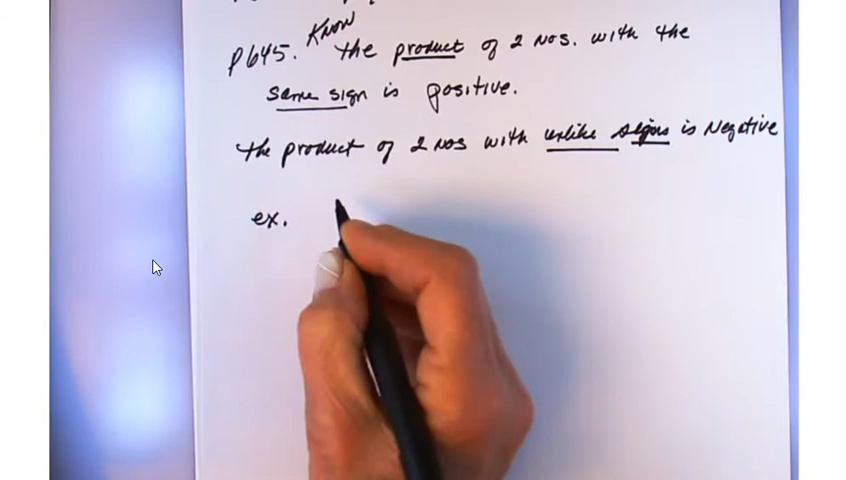 P645. Know the product of 2 Nos. with the
same sign is positive.
the product of 2 Nos with unlike signs is Negative
ex.